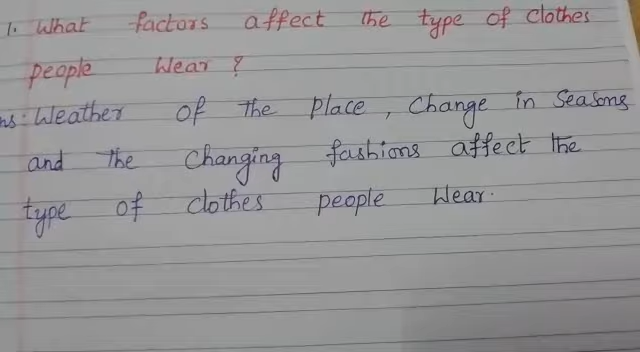 1. What factors affect the type of clothes
people Wear ?
ns: Weather of the place, Change in Seasons
and the Changing fashions affect the
type of clothes people Wear.